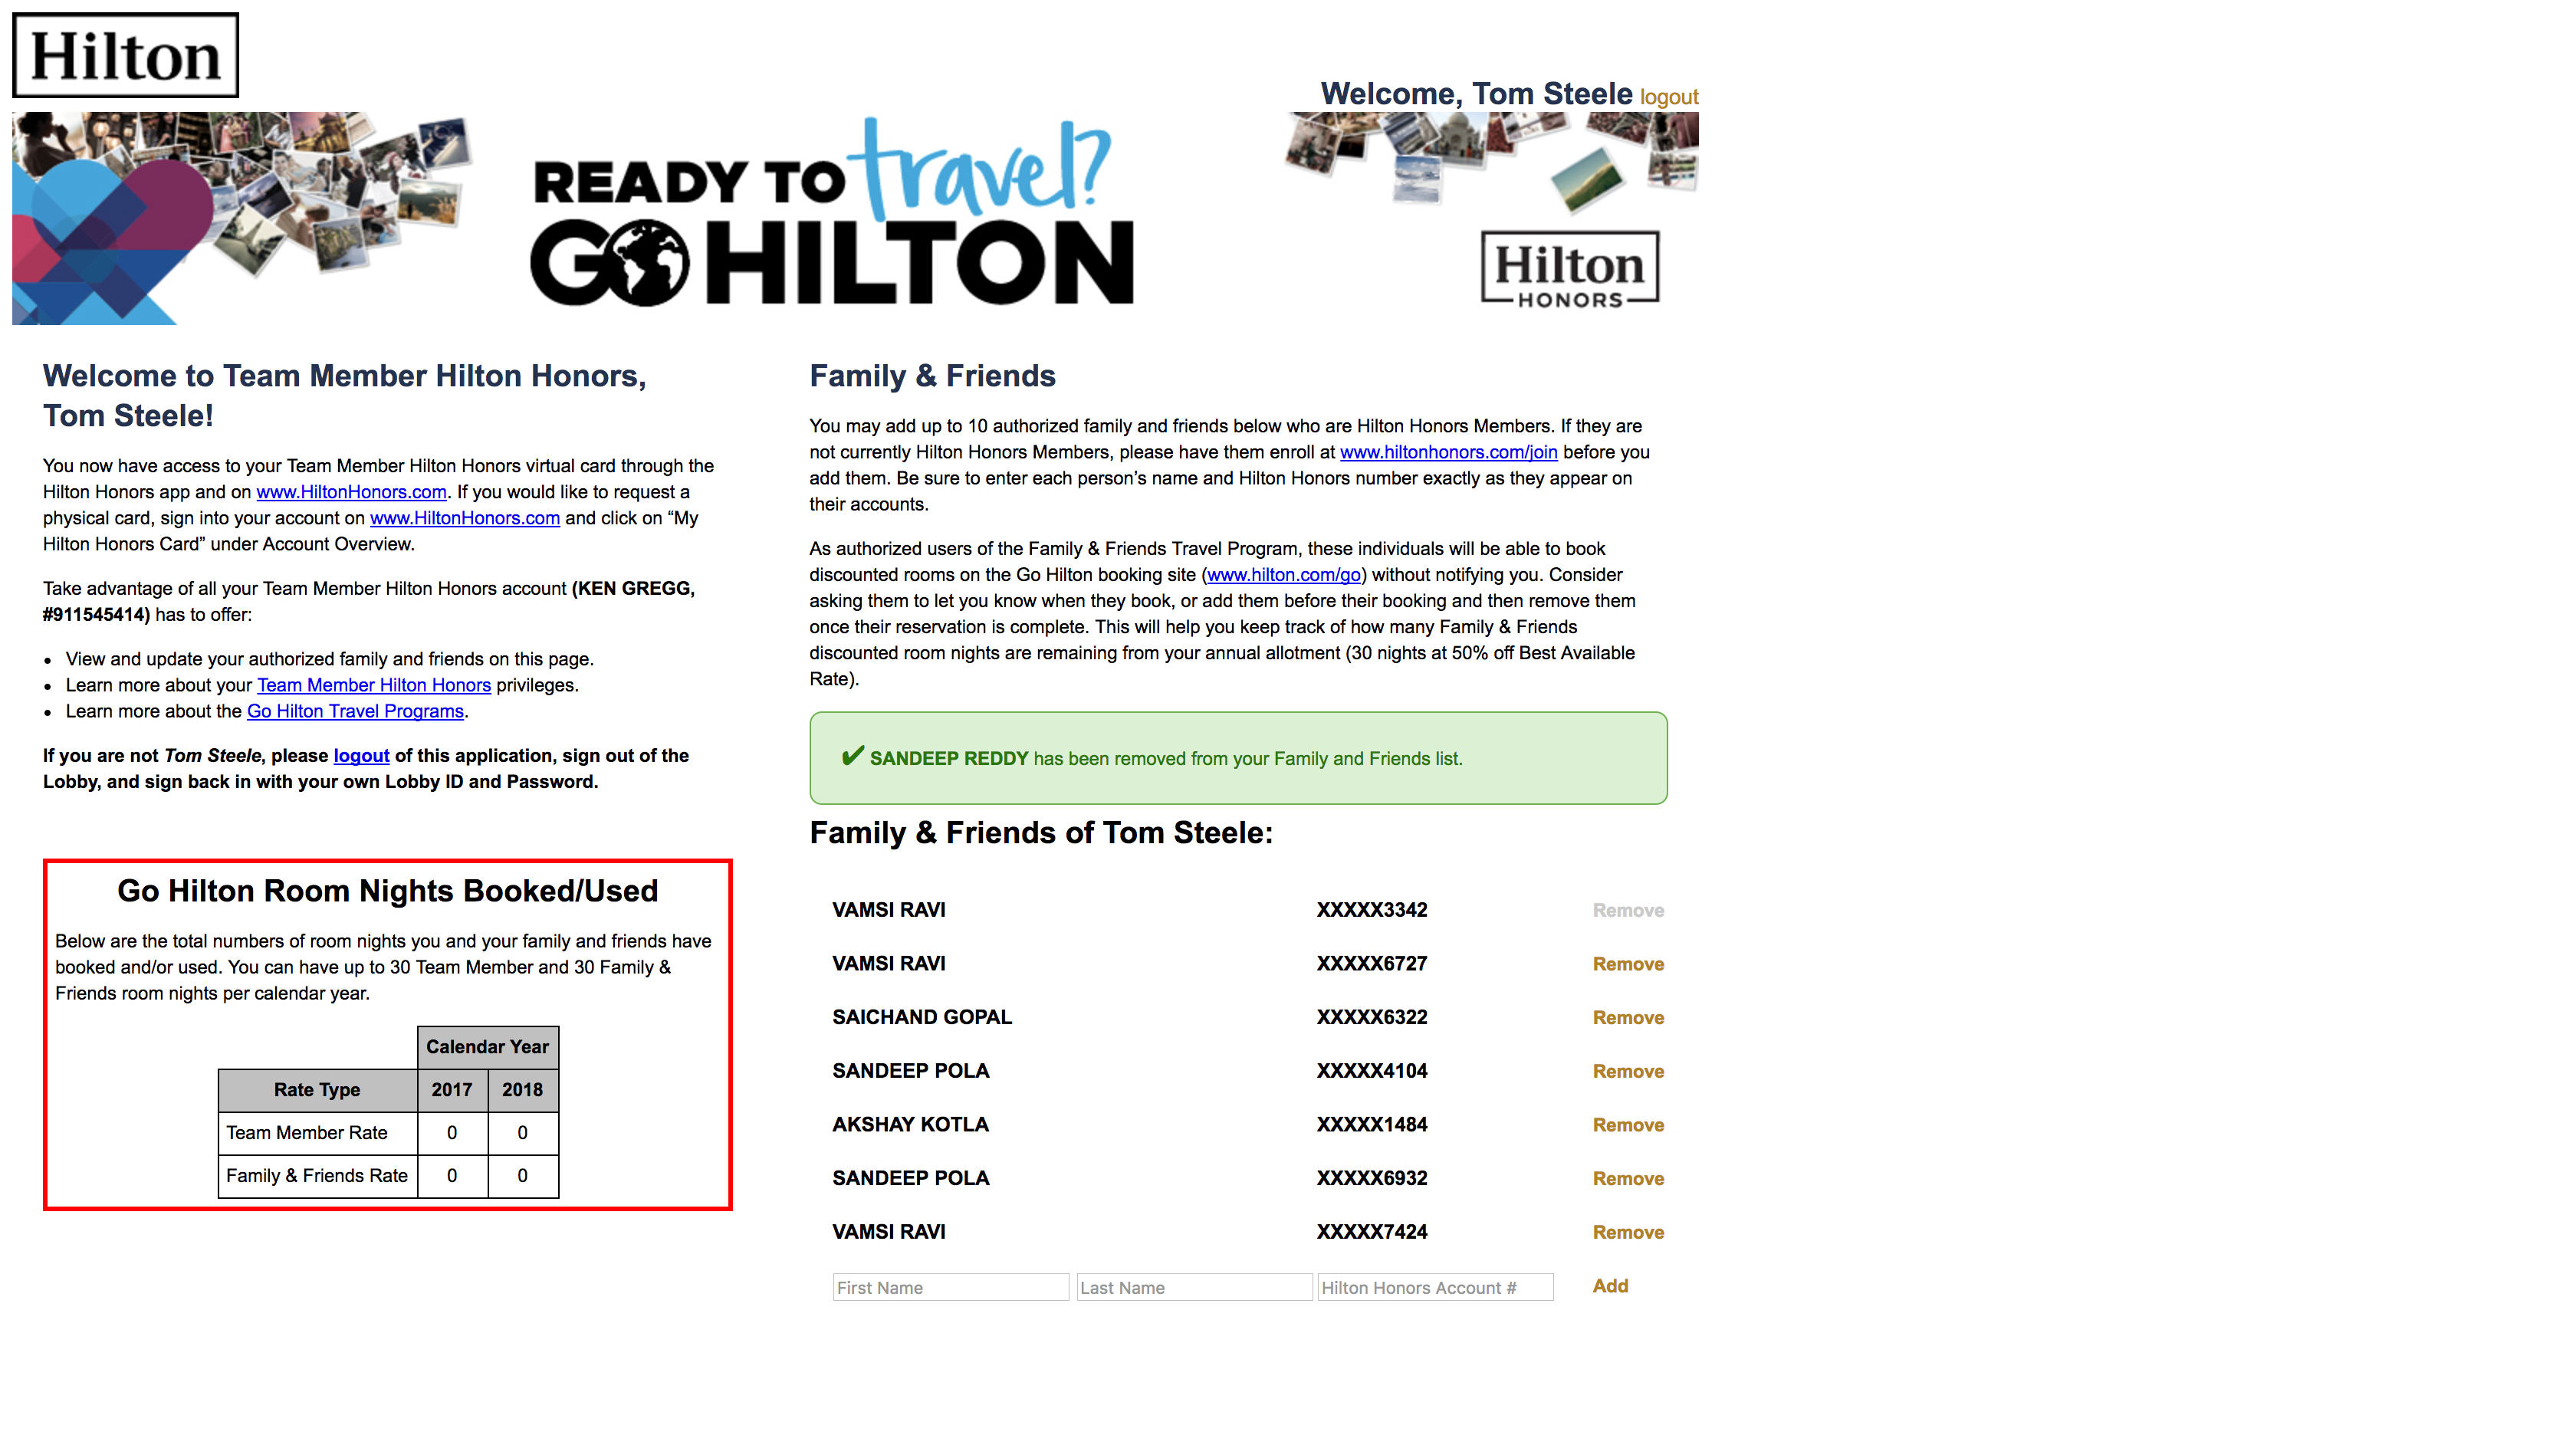 Hilton
Welcome, Tom Steele logout
READY TO travel?
GO HILTON
Hilton
HONORS
Welcome to Team Member Hilton Honors,
Tom Steele!
You now have access to your Team Member Hilton Honors virtual card through the
Hilton Honors app and on www.HiltonHonors.com. If you would like to request a
physical card, sign into your account on www.HiltonHonors.com and click on “My
Hilton Honors Card” under Account Overview.
Take advantage of all your Team Member Hilton Honors account (KEN GREGG,
#911545414) has to offer:
• View and update your authorized family and friends on this page.
• Learn more about your Team Member Hilton Honors privileges.
• Learn more about the Go Hilton Travel Programs.
If you are not Tom Steele, please logout of this application, sign out of the
Lobby, and sign back in with your own Lobby ID and Password.
Go Hilton Room Nights Booked/Used
Below are the total numbers of room nights you and your family and friends have
booked and/or used. You can have up to 30 Team Member and 30 Family &
Friends room nights per calendar year.
Calendar Year
Rate Type 2017 2018
Team Member Rate 0 0
Family & Friends Rate 0 0
Family & Friends
You may add up to 10 authorized family and friends below who are Hilton Honors Members. If they are
not currently Hilton Honors Members, please have them enroll at www.hiltonhonors.com/join before you
add them. Be sure to enter each person’s name and Hilton Honors number exactly as they appear on
their accounts.
As authorized users of the Family & Friends Travel Program, these individuals will be able to book
discounted rooms on the Go Hilton booking site (www.hilton.com/go) without notifying you. Consider
asking them to let you know when they book, or add them before their booking and then remove them
once their reservation is complete. This will help you keep track of how many Family & Friends
discounted room nights are remaining from your annual allotment (30 nights at 50% off Best Available
Rate).
✔ SANDEEP REDDY has been removed from your Family and Friends list.
Family & Friends of Tom Steele:
VAMSI RAVI XXXXX3342 Remove
VAMSI RAVI XXXXX6727 Remove
SAICHAND GOPAL XXXXX6322 Remove
SANDEEP POLA XXXXX4104 Remove
AKSHAY KOTLA XXXXX1484 Remove
SANDEEP POLA XXXXX6932 Remove
VAMSI RAVI XXXXX7424 Remove
First Name Last Name Hilton Honors Account # Add